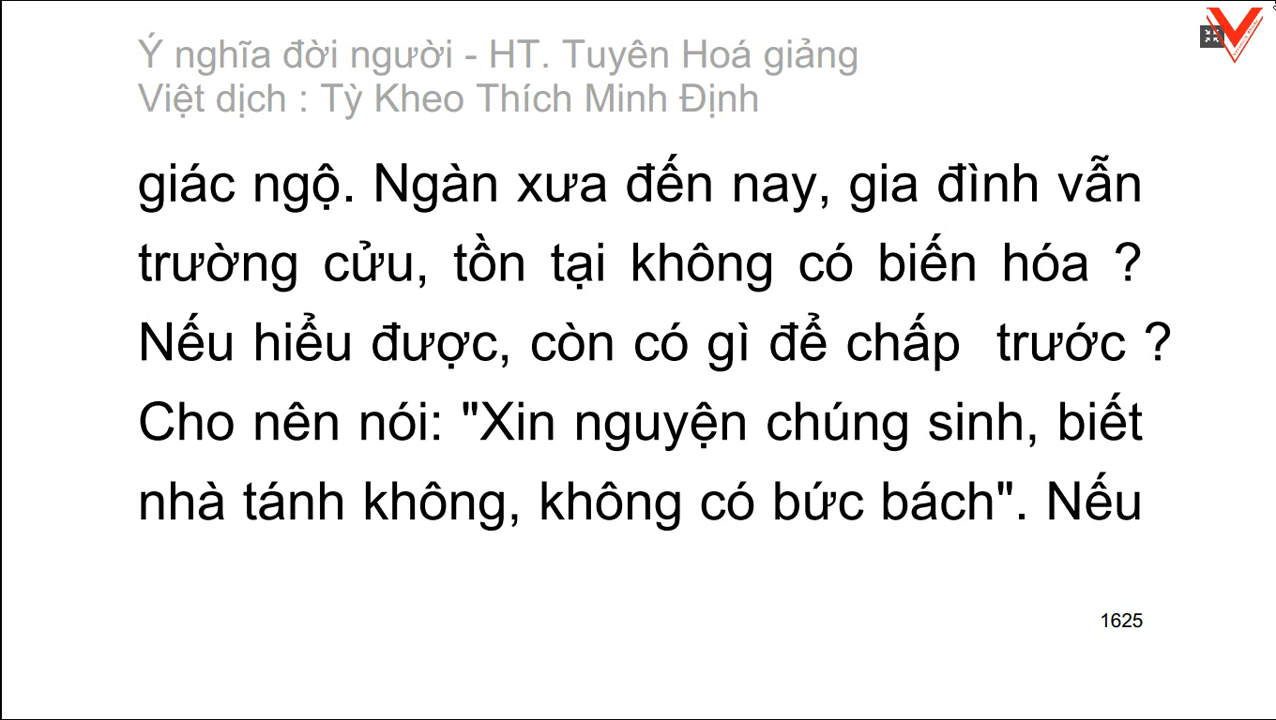 Ý nghĩa đời người - HT. Tuyên Hoá giảng
Việt dịch : Tỳ Kheo Thích Minh Định
giác ngộ. Ngàn xưa đến nay, gia đình vẫn
trường cửu, tồn tại không có biến hóa ?
Nếu hiểu được, còn có gì để chấp  trước ?
Cho nên nói: "Xin nguyện chúng sinh, biết
nhà tánh không, không có bức bách". Nếu
1625